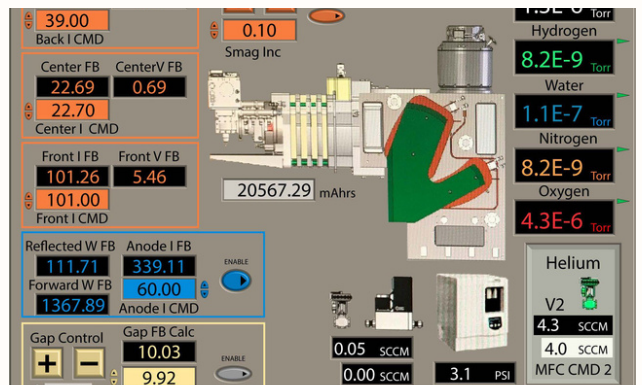 39.00
Back I CMD
0.10
Smag Inc
Torr
Hydrogen
8.2E-9 Torr
Water
1.1E-7 Torr
Nitrogen
8.2E-9 Torr
Oxygen
4.3E-6 Torr
Center FB CenterV FB
22.69 0.69
22.70
Center I CMD
Front I FB Front V FB
101.26 5.46
101.00
Front I CMD
20567.29 mAhrs
Reflected W FB Anode I FB
111.71 339.11
Forward W FB 60.00
1367.89 Anode I CMD
ENABLE
Gap Control Gap FB Calc
+ − 10.03
9.92
ENABLE
0.05 SCCM
0.00 SCCM
3.1 PSI
Helium
V2
4.3 SCCM
4.0 SCCM
MFC CMD 2